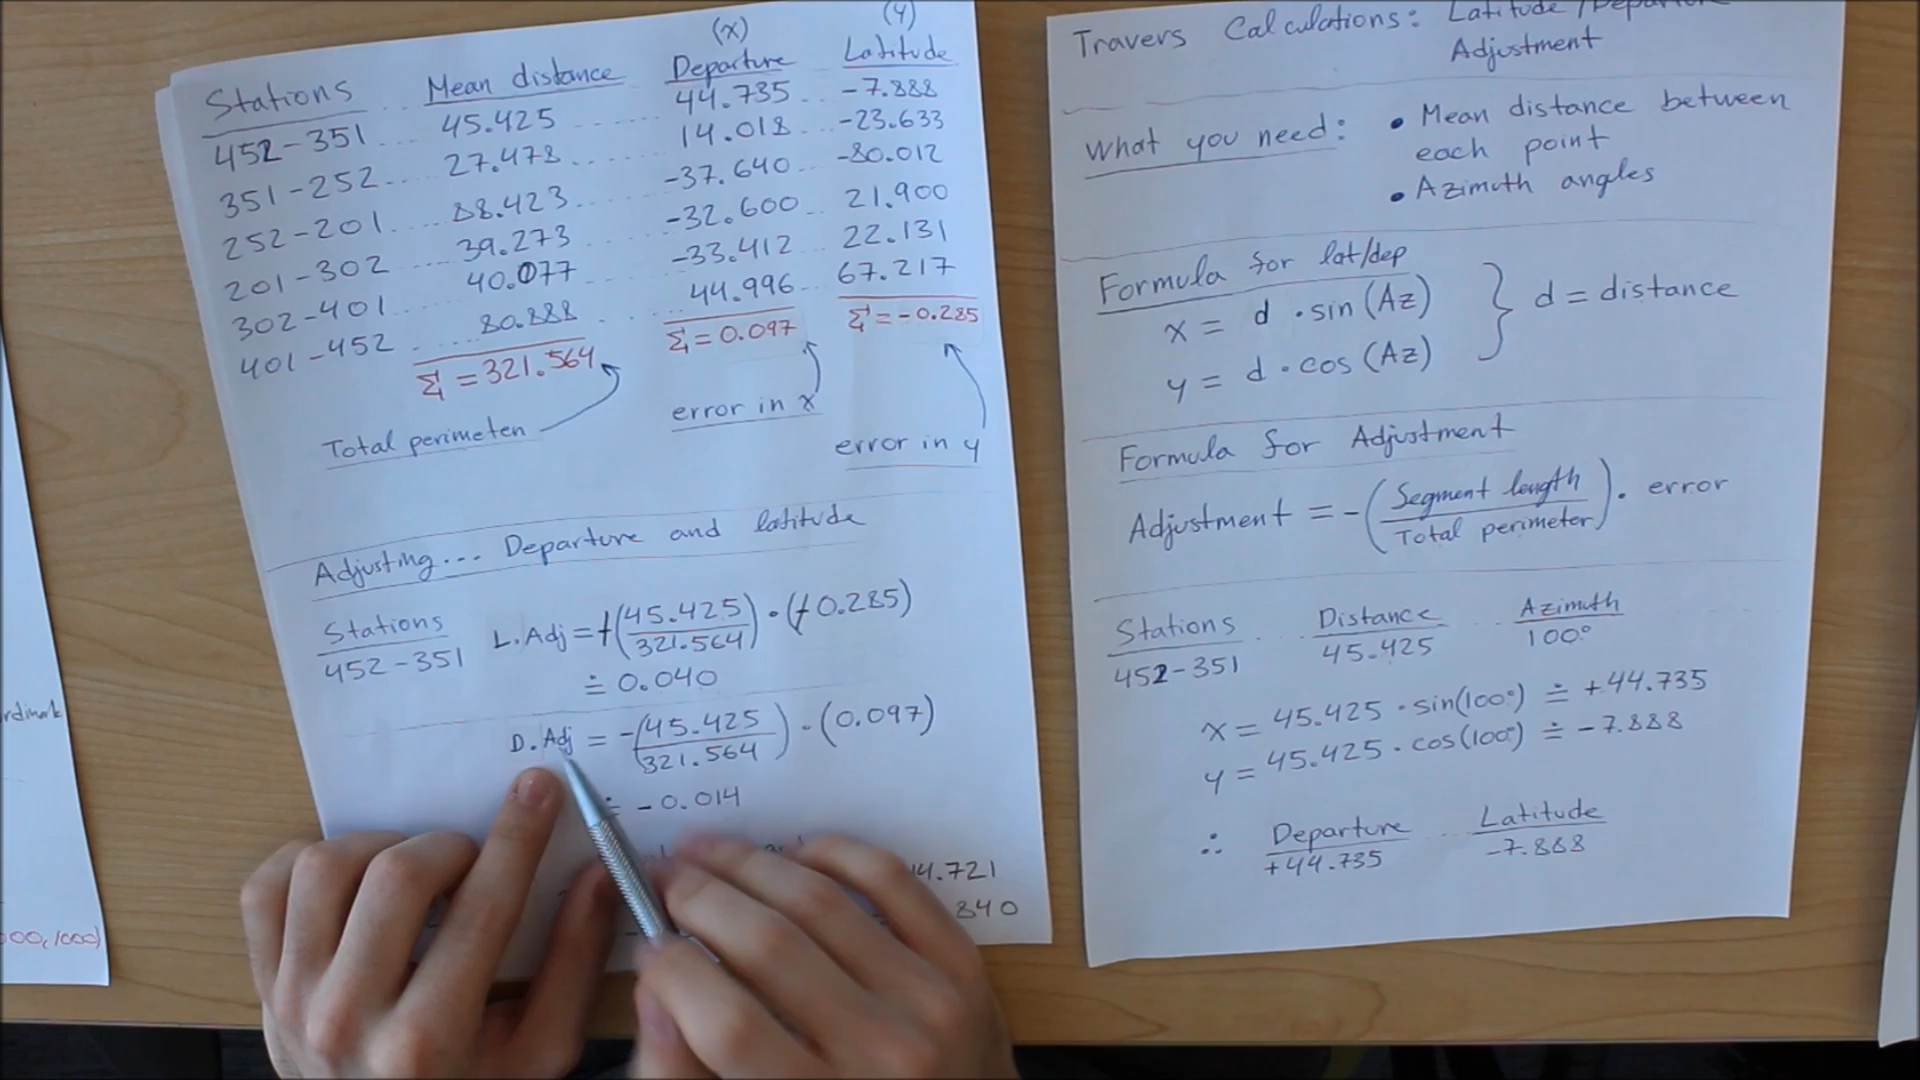 (x) (y)
Stations Mean distance Departure Latitude
452-351 ... 45.425 ... 44.735 ... -7.888
351-252 ... 27.478 ... 14.018 ... -23.633
252-201 ... 88.423 ... -37.640 ... -80.012
201-302 ... 39.273 ... -32.600 ... 21.900
302-401 ... 40.077 ... -33.412 ... 22.131
401-452 ... 80.888 ... 44.996 ... 67.217
Σ = 321.564 Σ = 0.097 Σ = -0.285
Total perimeter error in x error in y
Adjusting... Departure and latitude
Stations
452-351
L.Adj = +(45.425/321.564) · (+0.285)
≐ 0.040
D.Adj = -(45.425/321.564) · (0.097)
≐ -0.014
14.721
840
rdmark
00,1000)
Travers Calculations: Latitude / Departure
Adjustment
What you need: • Mean distance between
each point
• Azimuth angles
Formula for lat/dep
x = d · sin (Az)
y = d · cos (Az)
} d = distance
Formula for Adjustment
Adjustment = -(Segment length/Total perimeter) · error
Stations ... Distance ... Azimuth
452-351 45.425 100°
x = 45.425 · sin(100°) ≐ +44.735
y = 45.425 · cos(100°) ≐ -7.888
∴ Departure Latitude
+44.735 -7.888